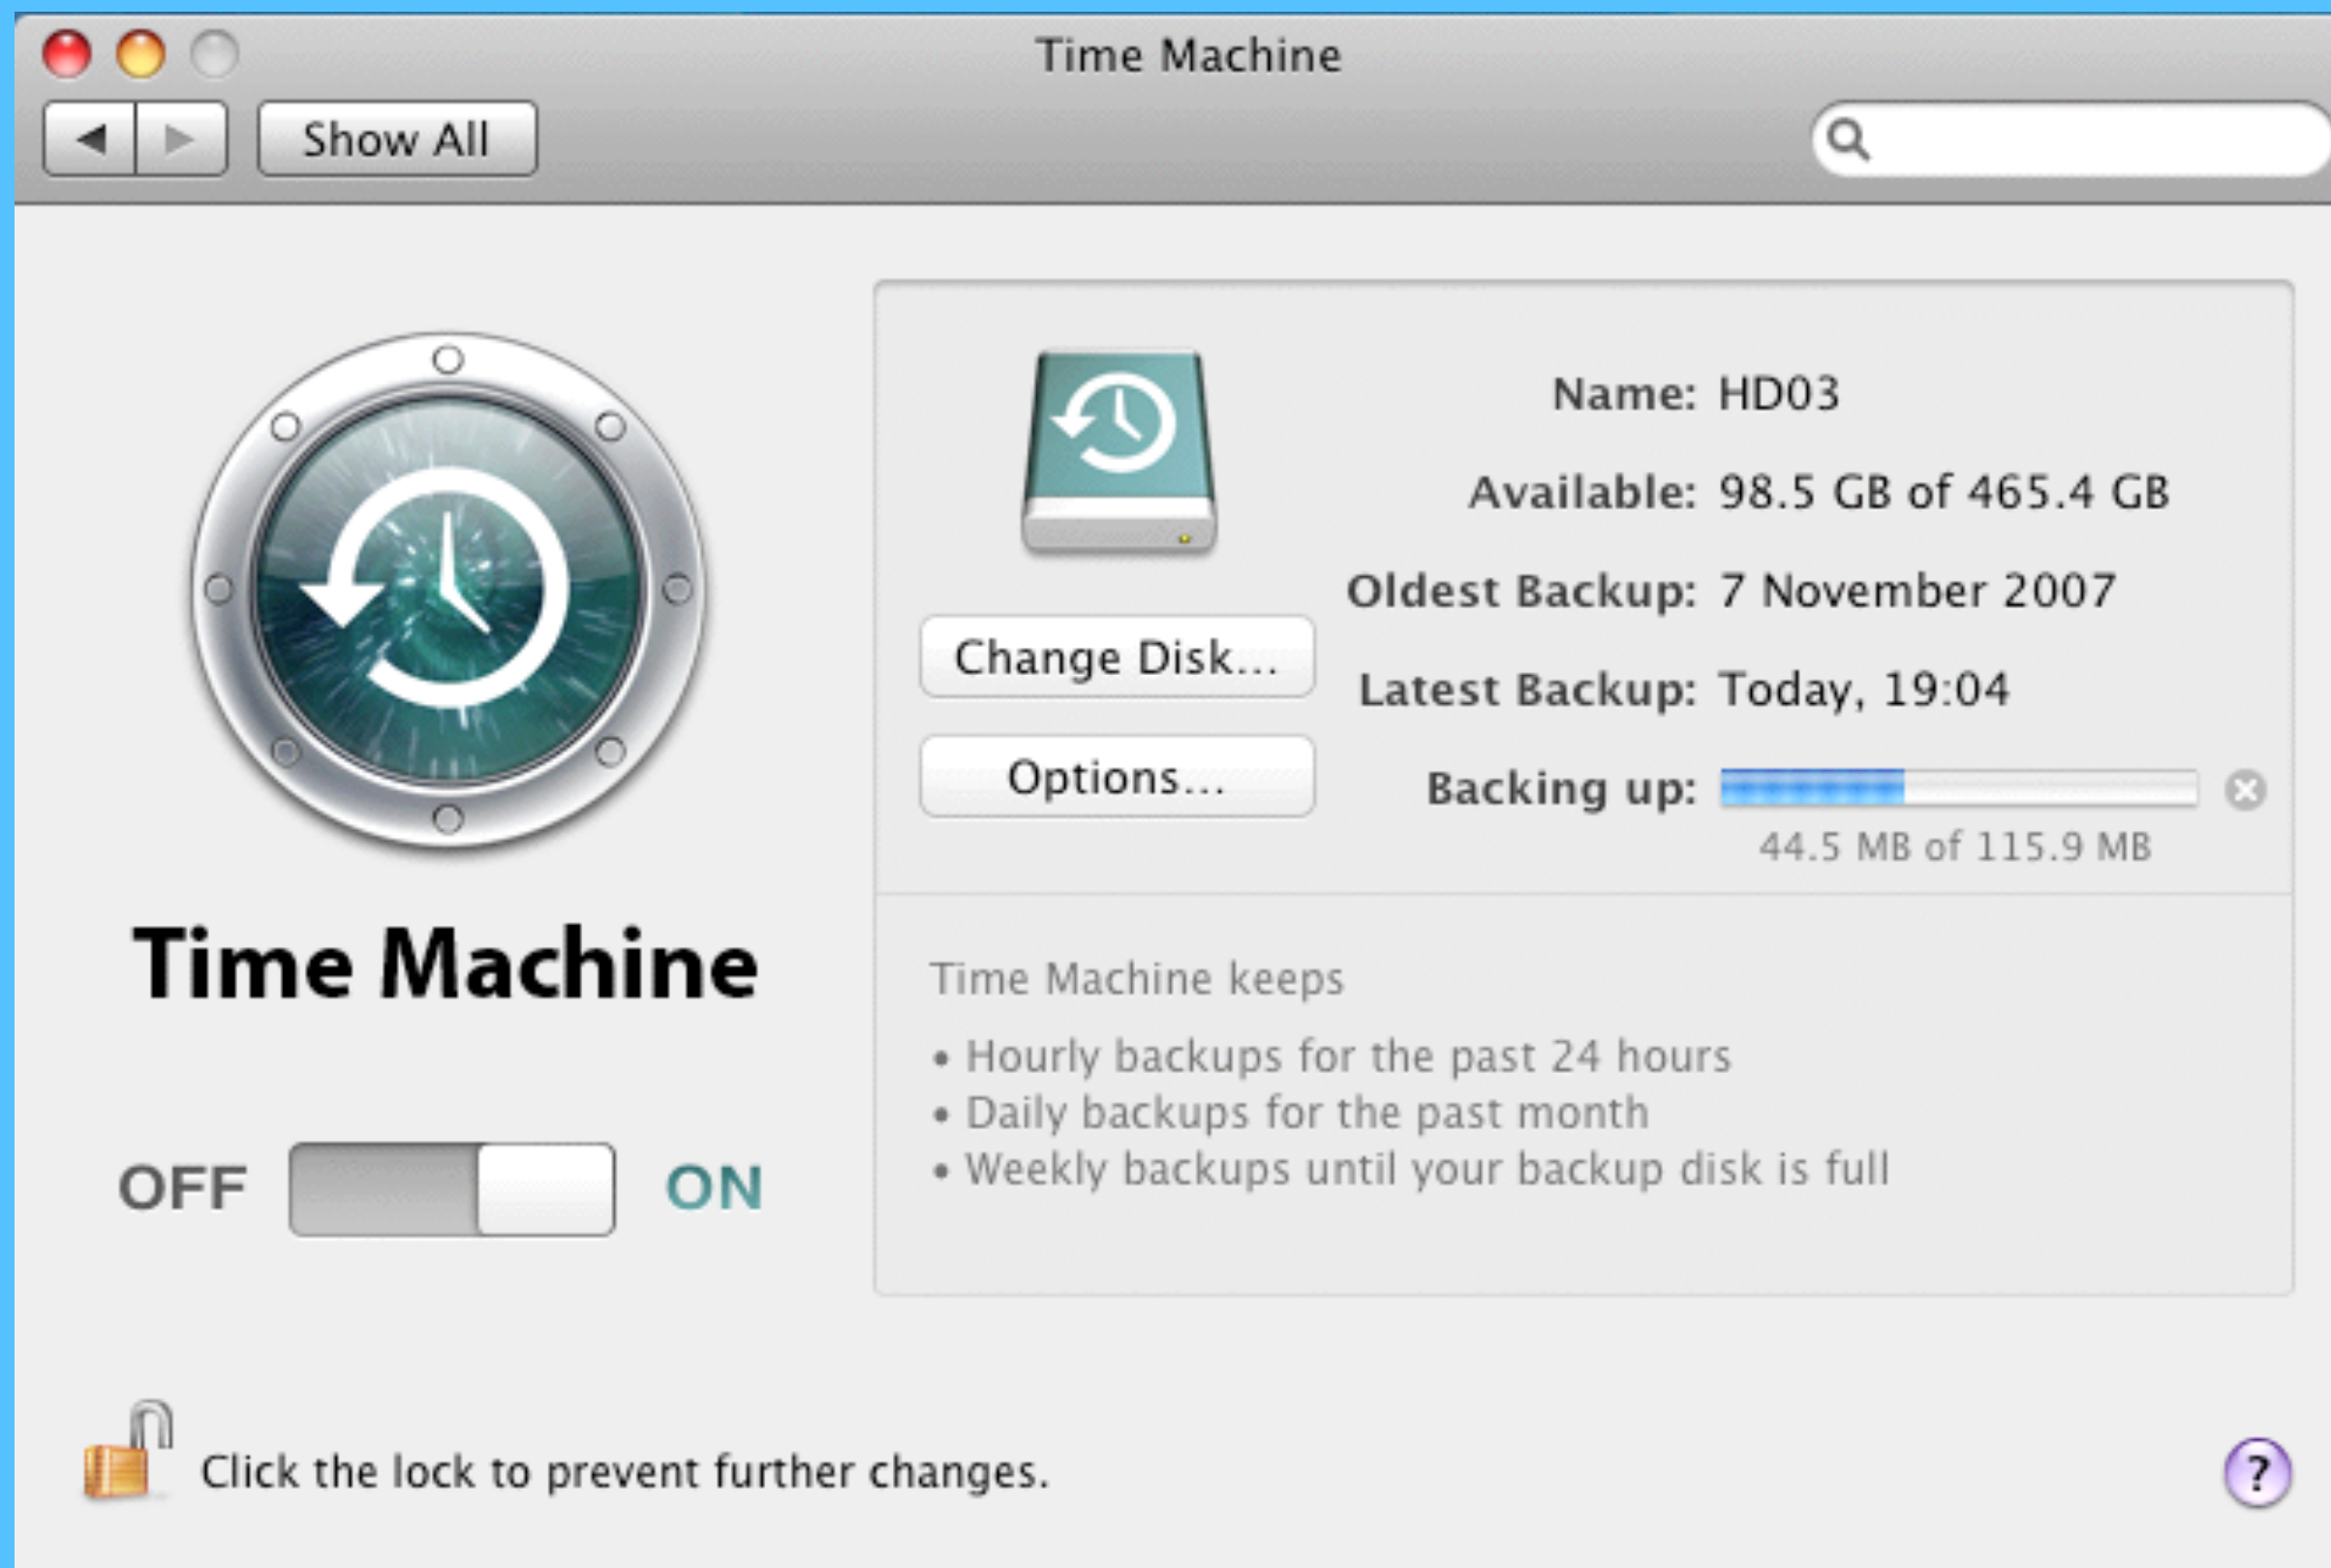 Time Machine
Show All
Name: HD03
Available: 98.5 GB of 465.4 GB
Oldest Backup: 7 November 2007
Change Disk...
Latest Backup: Today, 19:04
Options...
Backing up:
44.5 MB of 115.9 MB
Time Machine
Time Machine keeps
• Hourly backups for the past 24 hours
• Daily backups for the past month
• Weekly backups until your backup disk is full
OFF ON
Click the lock to prevent further changes.
?